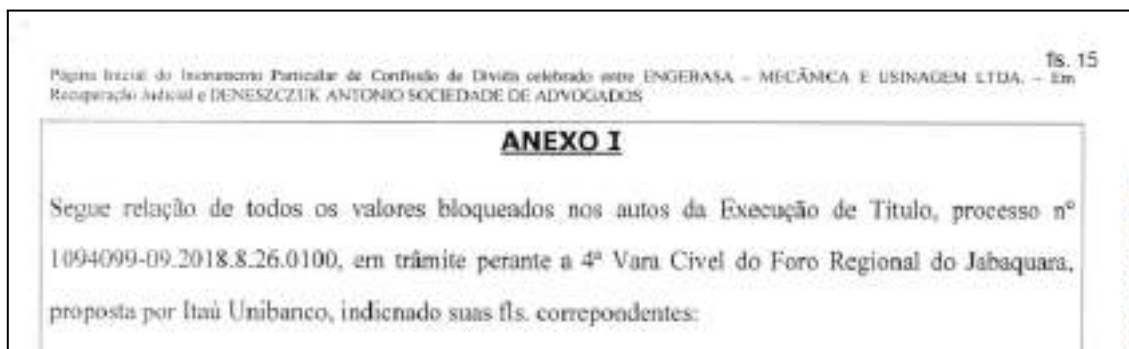 fls. 15
Página Inicial do Instrumento Particular de Confissão de Dívida celebrado entre ENGERASA – MECÂNICA E USINAGEM LTDA. – Em
Recuperação Judicial e DENESZCZUK ANTONIO SOCIEDADE DE ADVOGADOS
ANEXO I
Segue relação de todos os valores bloqueados nos autos da Execução de Título, processo nº
1094099-09.2018.8.26.0100, em trâmite perante a 4ª Vara Cível do Foro Regional do Jabaquara,
proposta por Itaú Unibanco, indicnado suas fls. correpondentes: